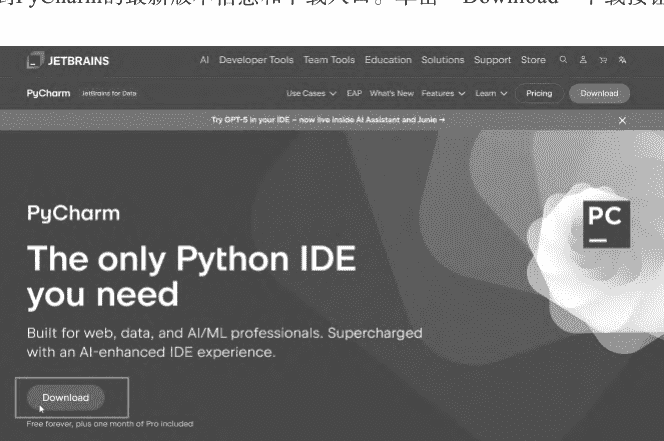 到PyCharm的最新版本信息和下载入口。单击“Download”下载按钮
JETBRAINS AI Developer Tools Team Tools Education Solutions Support Store
PyCharm JetBrains for Data Use Cases EAP What's New Features Learn Pricing Download
Try GPT-5 in your IDE – now live inside AI Assistant and Junie →
PyCharm
PC
The only Python IDE
you need
Built for web, data, and AI/ML professionals. Supercharged
with an AI-enhanced IDE experience.
Download
Free forever, plus one month of Pro included